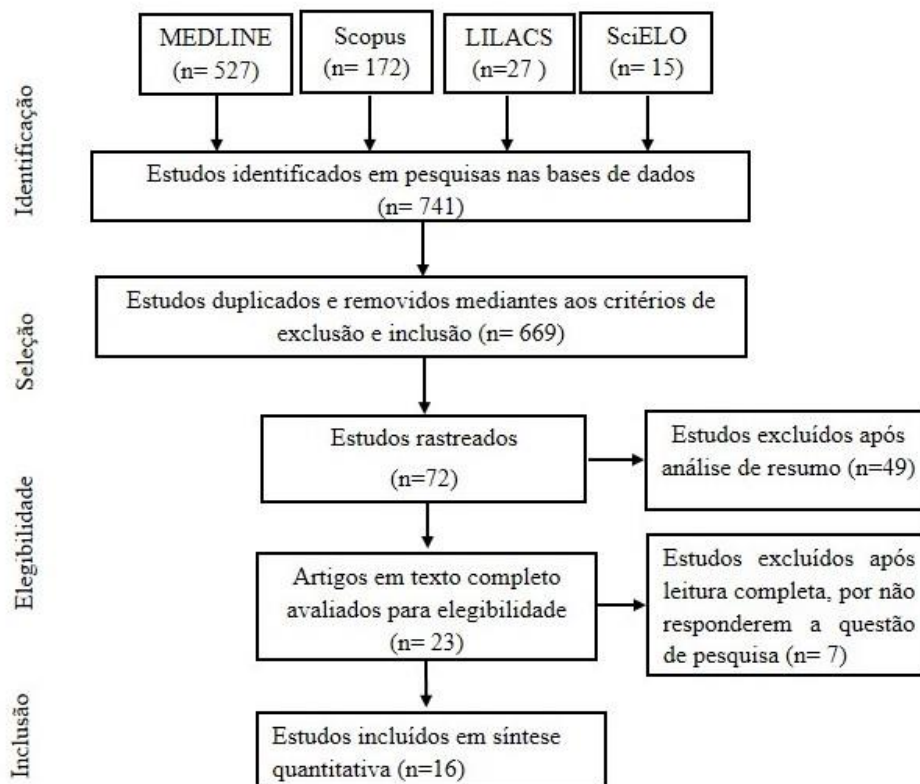 MEDLINE
(n= 527)
Scopus
(n= 172)
LILACS
(n=27 )
SciELO
(n= 15)
Identificação
Estudos identificados em pesquisas nas bases de dados
(n= 741)
Seleção
Estudos duplicados e removidos mediantes aos critérios de
exclusão e inclusão (n= 669)
Elegibilidade
Estudos rastreados
(n=72)
Estudos excluídos após
análise de resumo (n=49)
Artigos em texto completo
avaliados para elegibilidade
(n= 23)
Estudos excluídos após
leitura completa, por não
responderem a questão
de pesquisa (n= 7)
Inclusão
Estudos incluídos em síntese
quantitativa (n=16)